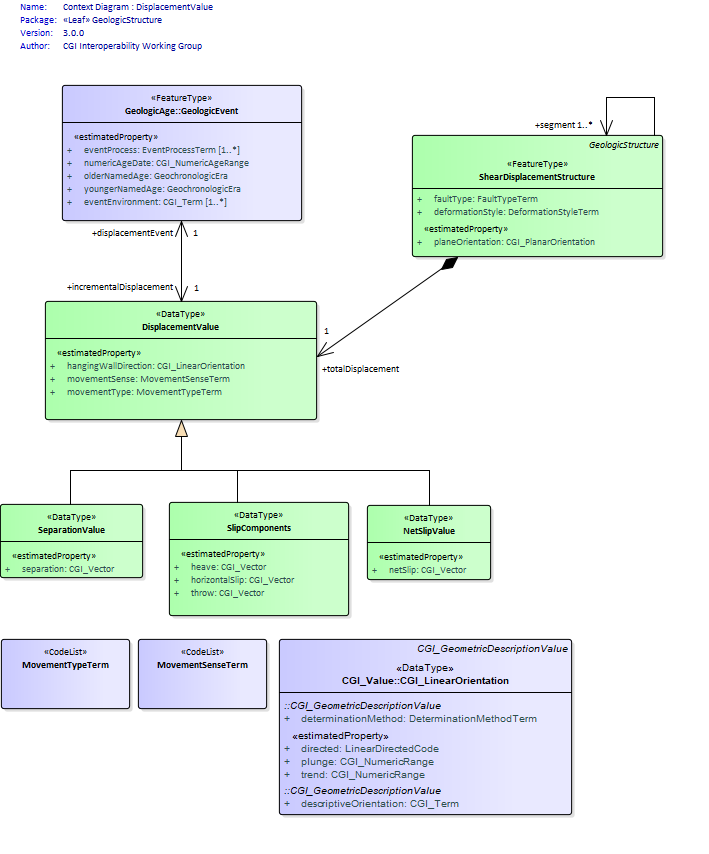 Name: Context Diagram : DisplacementValue
Package: «Leaf» GeologicStructure
Version: 3.0.0
Author: CGI Interoperability Working Group
«FeatureType»
GeologicAge::GeologicEvent
«estimatedProperty»
+ eventProcess: EventProcessTerm [1..*]
+ numericAgeDate: CGI_NumericAgeRange
+ olderNamedAge: GeochronologicEra
+ youngerNamedAge: GeochronologicEra
+ eventEnvironment: CGI_Term [1..*]
+segment 1..*
GeologicStructure
«FeatureType»
ShearDisplacementStructure
+ faultType: FaultTypeTerm
+ deformationStyle: DeformationStyleTerm
«estimatedProperty»
+ planeOrientation: CGI_PlanarOrientation
+displacementEvent 1
+incrementalDisplacement 1
«DataType»
DisplacementValue
«estimatedProperty»
+ hangingWallDirection: CGI_LinearOrientation
+ movementSense: MovementSenseTerm
+ movementType: MovementTypeTerm
1
+totalDisplacement
«DataType»
SeparationValue
«estimatedProperty»
+ separation: CGI_Vector
«DataType»
SlipComponents
«estimatedProperty»
+ heave: CGI_Vector
+ horizontalSlip: CGI_Vector
+ throw: CGI_Vector
«DataType»
NetSlipValue
«estimatedProperty»
+ netSlip: CGI_Vector
«CodeList»
MovementTypeTerm
«CodeList»
MovementSenseTerm
CGI_GeometricDescriptionValue
«DataType»
CGI_Value::CGI_LinearOrientation
::CGI_GeometricDescriptionValue
+ determinationMethod: DeterminationMethodTerm
«estimatedProperty»
+ directed: LinearDirectedCode
+ plunge: CGI_NumericRange
+ trend: CGI_NumericRange
::CGI_GeometricDescriptionValue
+ descriptiveOrientation: CGI_Term